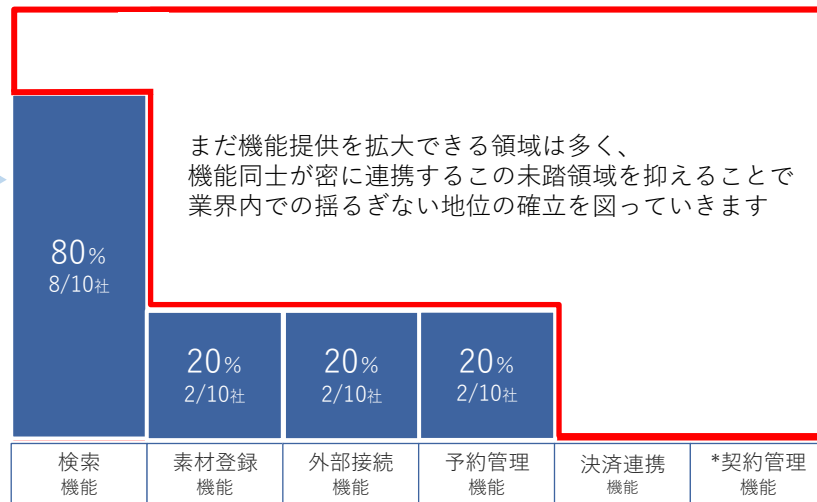 まだ機能提供を拡大できる領域は多く、
機能同士が密に連携するこの未踏領域を抑えることで
業界内での揺るぎない地位の確立を図っていきます
80%
8/10社
20%
2/10社
20%
2/10社
20%
2/10社
検索
機能
素材登録
機能
外部接続
機能
予約管理
機能
決済連携
機能
*契約管理
機能